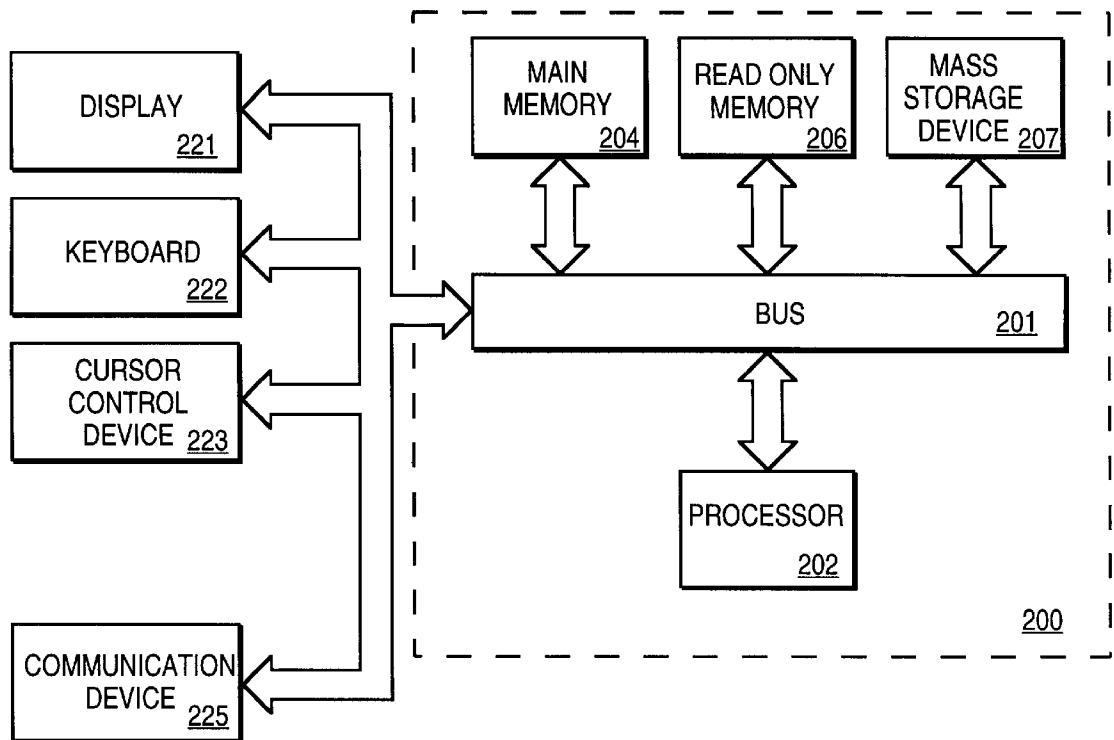 DISPLAY
221
KEYBOARD
222
CURSOR
CONTROL
DEVICE
223
COMMUNICATION
DEVICE
225
MAIN
MEMORY
204
READ ONLY
MEMORY
206
MASS
STORAGE
DEVICE
207
BUS
201
PROCESSOR
202
200